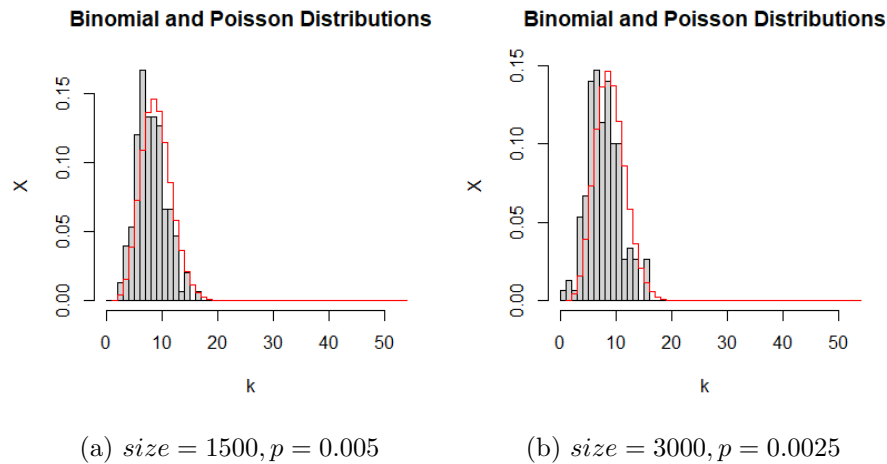 Binomial and Poisson Distributions
0.15
0.10
0.05
0.00
X
0 10 20 30 40 50
k
(a) size = 1500, p = 0.005
Binomial and Poisson Distributions
0.15
0.10
0.05
0.00
X
0 10 20 30 40 50
k
(b) size = 3000, p = 0.0025